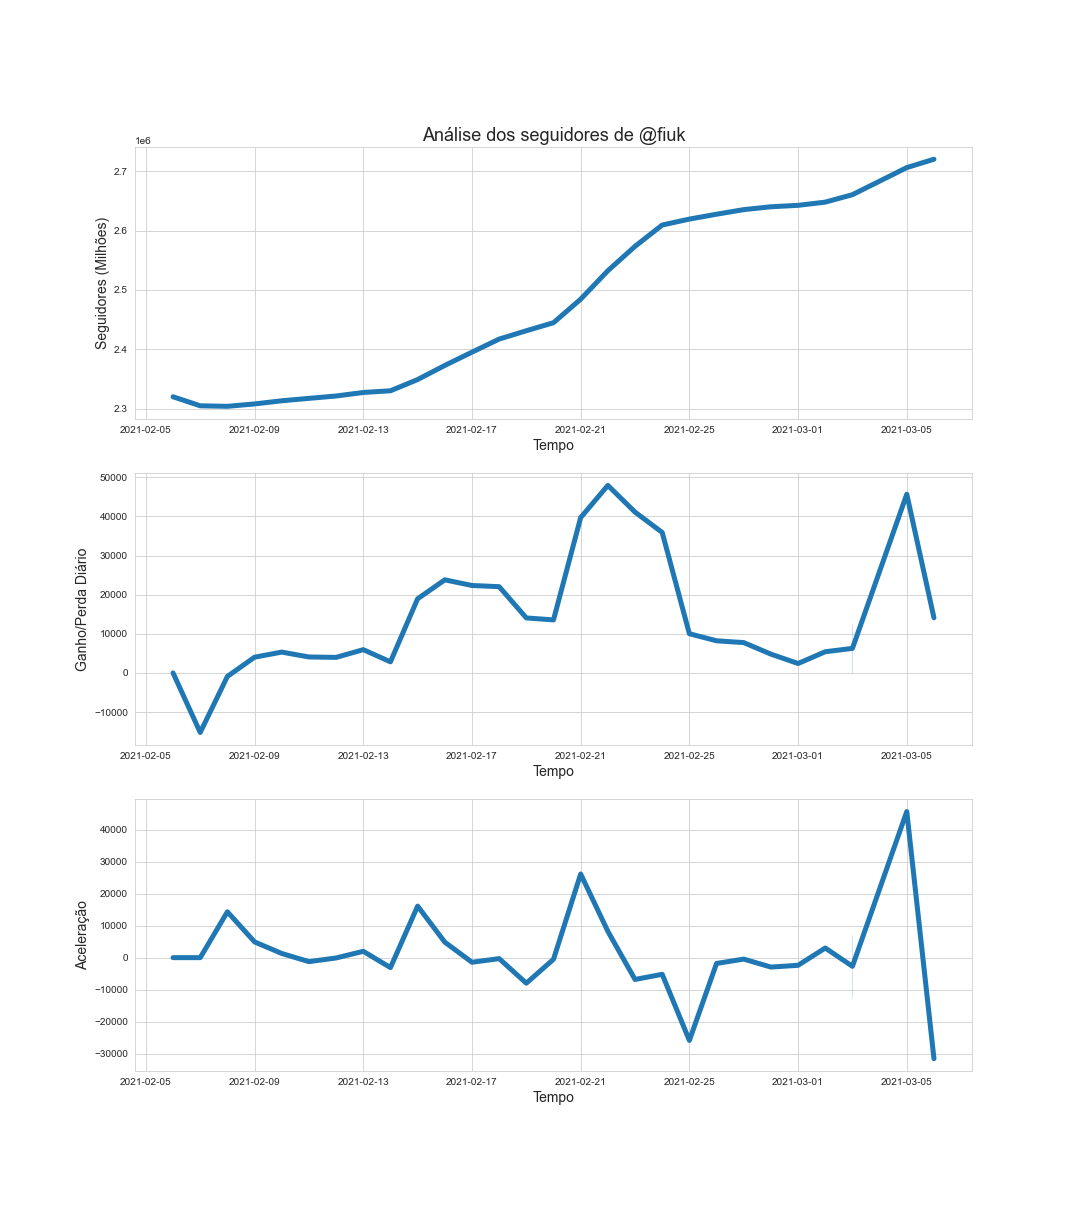 Análise dos seguidores de @fiuk
1e6
2.7
2.6
2.5
2.4
2.3
Seguidores (Milhões)
2021-02-05 2021-02-09 2021-02-13 2021-02-17 2021-02-21 2021-02-25 2021-03-01 2021-03-05
Tempo
50000
40000
30000
20000
10000
0
−10000
Ganho/Perda Diário
2021-02-05 2021-02-09 2021-02-13 2021-02-17 2021-02-21 2021-02-25 2021-03-01 2021-03-05
Tempo
40000
30000
20000
10000
0
−10000
−20000
−30000
Aceleração
2021-02-05 2021-02-09 2021-02-13 2021-02-17 2021-02-21 2021-02-25 2021-03-01 2021-03-05
Tempo